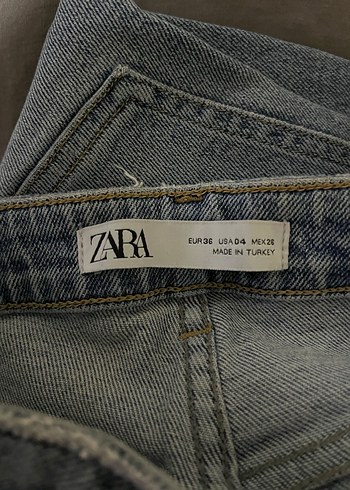 ZARA
EUR 36 USA 04 MEX 26
MADE IN TURKEY